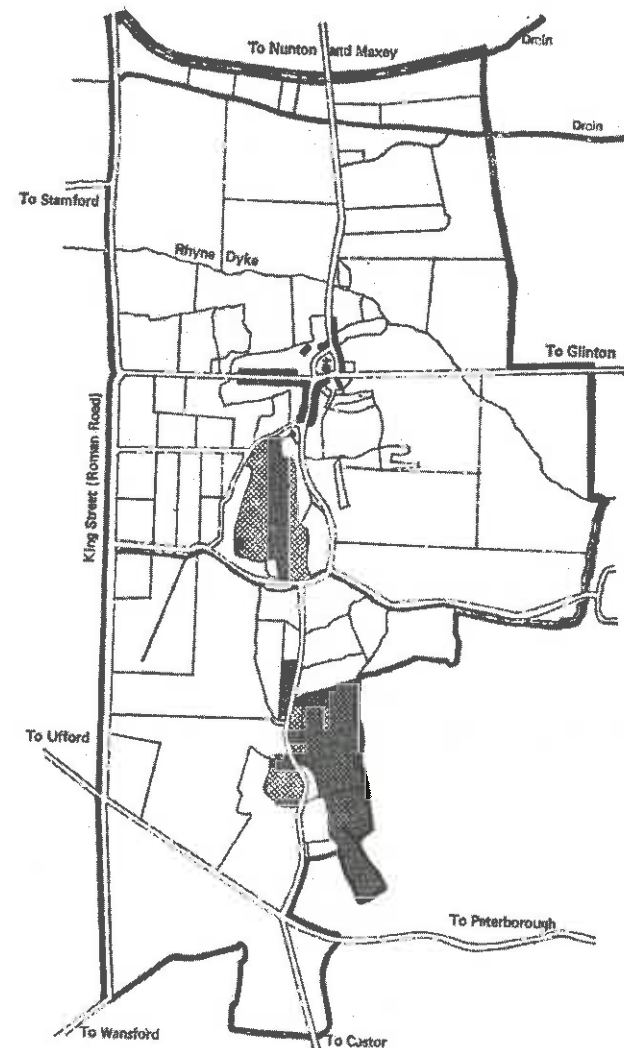 To Nunton and Maxey
Drain
Drain
To Stamford
Rhyne Dyke
To Glinton
King Street (Roman Road)
To Ufford
To Peterborough
To Wansford
To Castor